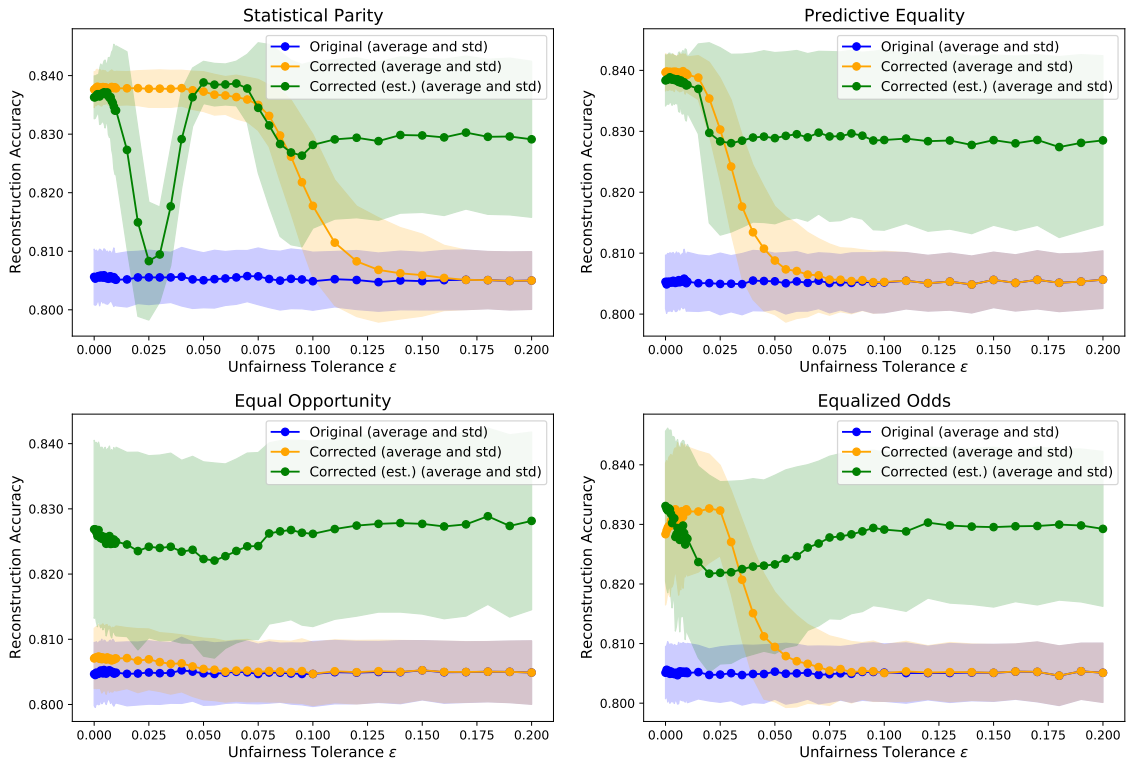 Statistical Parity
Reconstruction Accuracy
0.840
0.830
0.820
0.810
0.800
Original (average and std)
Corrected (average and std)
Corrected (est.) (average and std)
0.000 0.025 0.050 0.075 0.100 0.125 0.150 0.175 0.200
Unfairness Tolerance ε
Predictive Equality
Reconstruction Accuracy
0.840
0.830
0.820
0.810
0.800
Original (average and std)
Corrected (average and std)
Corrected (est.) (average and std)
0.000 0.025 0.050 0.075 0.100 0.125 0.150 0.175 0.200
Unfairness Tolerance ε
Equal Opportunity
Reconstruction Accuracy
0.840
0.830
0.820
0.810
0.800
Original (average and std)
Corrected (average and std)
Corrected (est.) (average and std)
0.000 0.025 0.050 0.075 0.100 0.125 0.150 0.175 0.200
Unfairness Tolerance ε
Equalized Odds
Reconstruction Accuracy
0.840
0.830
0.820
0.810
0.800
Original (average and std)
Corrected (average and std)
Corrected (est.) (average and std)
0.000 0.025 0.050 0.075 0.100 0.125 0.150 0.175 0.200
Unfairness Tolerance ε